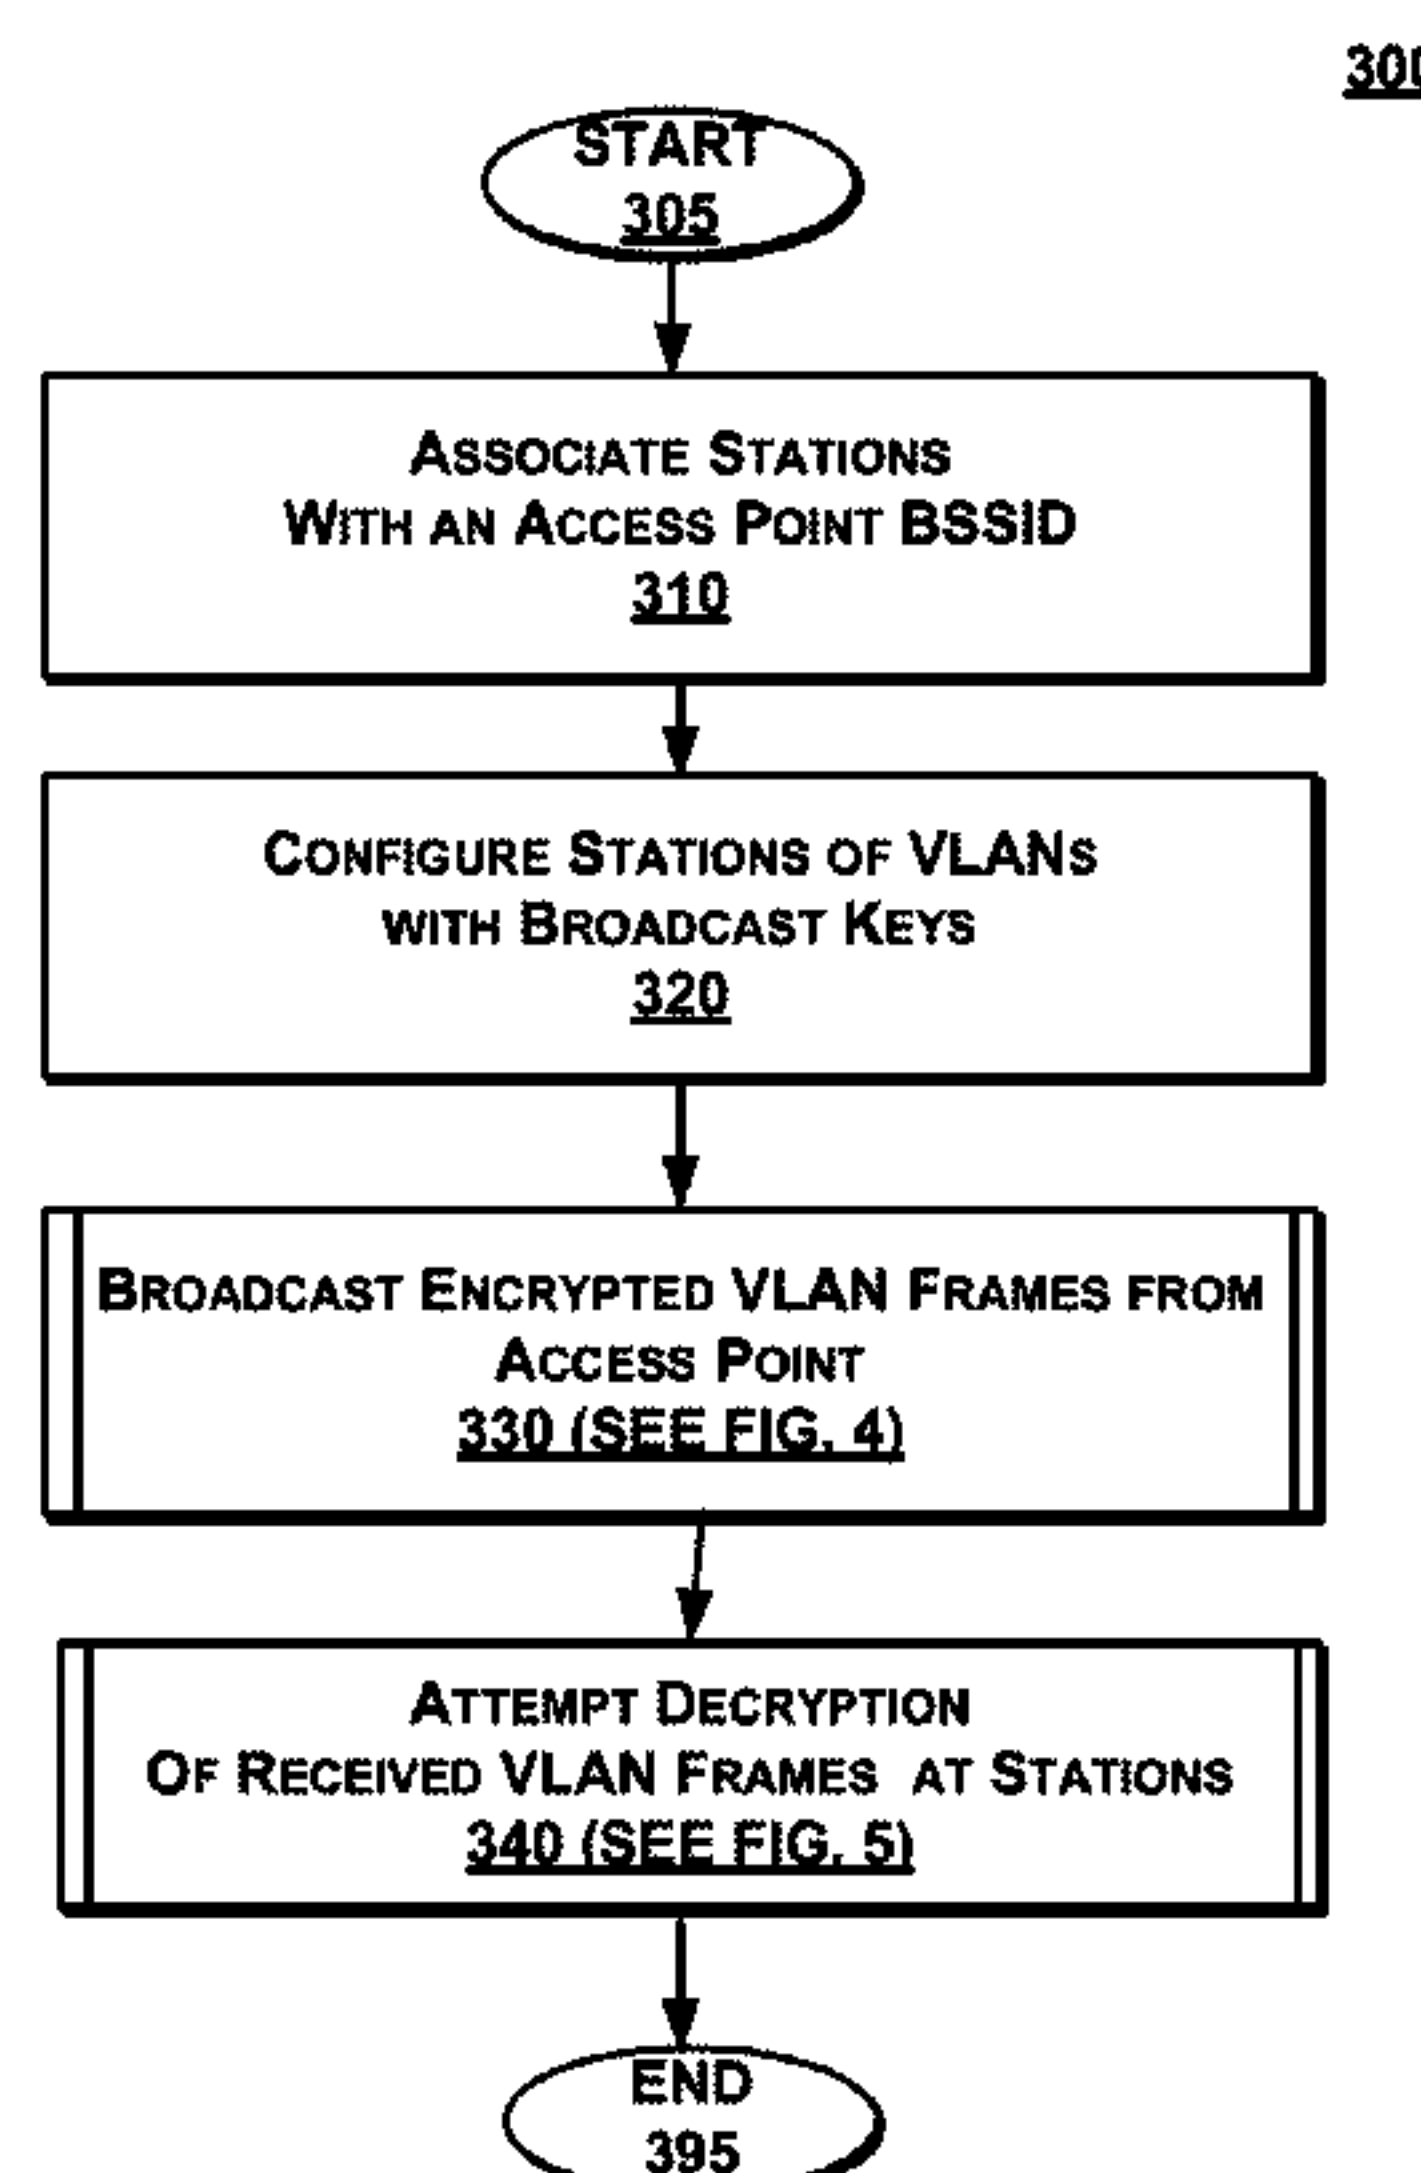 START
305
ASSOCIATE STATIONS
WITH AN ACCESS POINT BSSID
310
CONFIGURE STATIONS OF VLANS
WITH BROADCAST KEYS
320
BROADCAST ENCRYPTED VLAN FRAMES FROM
ACCESS POINT
330 (SEE FIG. 4)
ATTEMPT DECRYPTION
OF RECEIVED VLAN FRAMES AT STATIONS
340 (SEE FIG. 5)
END
395